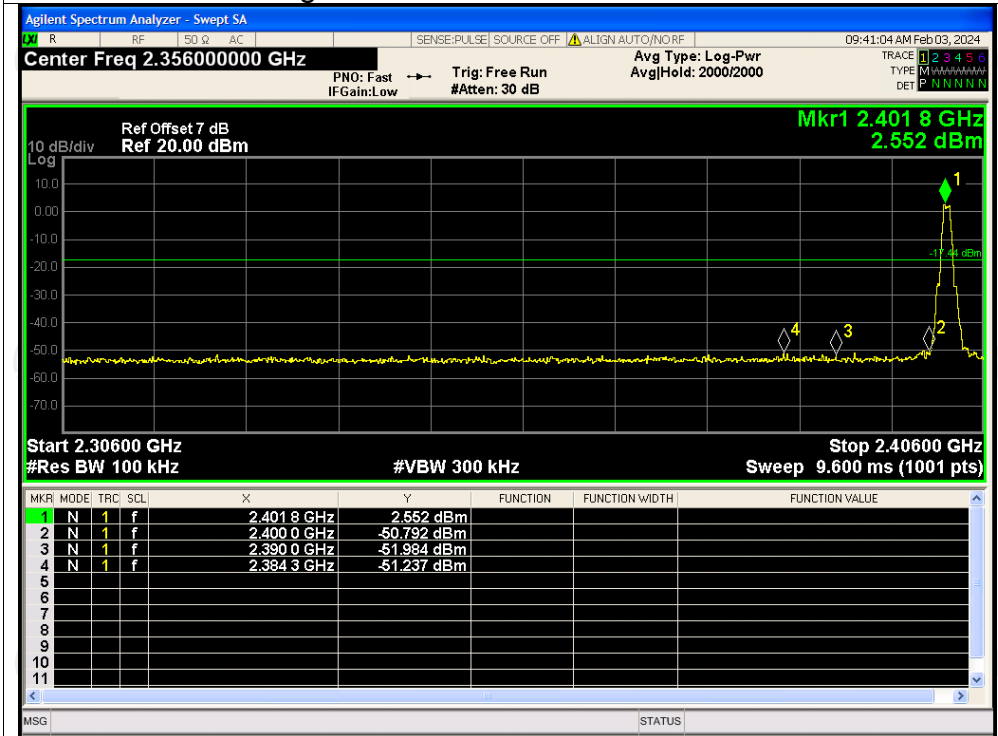 Agilent Spectrum Analyzer - Swept SA
LXI R RF 50 Ω AC SENSE:PULSE SOURCE OFF ALIGN AUTO/NO RF 09:41:04 AM Feb 03, 2024
Center Freq 2.356000000 GHz
PNO: Fast
IFGain:Low
Trig: Free Run
#Atten: 30 dB
Avg Type: Log-Pwr
Avg|Hold: 2000/2000
TRACE 1 2 3 4 5 6
TYPE M
DET P N N N N N
Mkr1 2.401 8 GHz
2.552 dBm
Ref Offset 7 dB
10 dB/div Ref 20.00 dBm
Log
10.0
0.00
-10.0
-20.0
-30.0
-40.0
-50.0
-60.0
-70.0
1
-17.44 dBm
4 3 2
Start 2.30600 GHz Stop 2.40600 GHz
#Res BW 100 kHz #VBW 300 kHz Sweep 9.600 ms (1001 pts)
MKR MODE TRC SCL X Y FUNCTION FUNCTION WIDTH FUNCTION VALUE
1 N 1 f 2.401 8 GHz 2.552 dBm
2 N 1 f 2.400 0 GHz -50.792 dBm
3 N 1 f 2.390 0 GHz -51.984 dBm
4 N 1 f 2.384 3 GHz -51.237 dBm
5
6
7
8
9
10
11
MSG STATUS